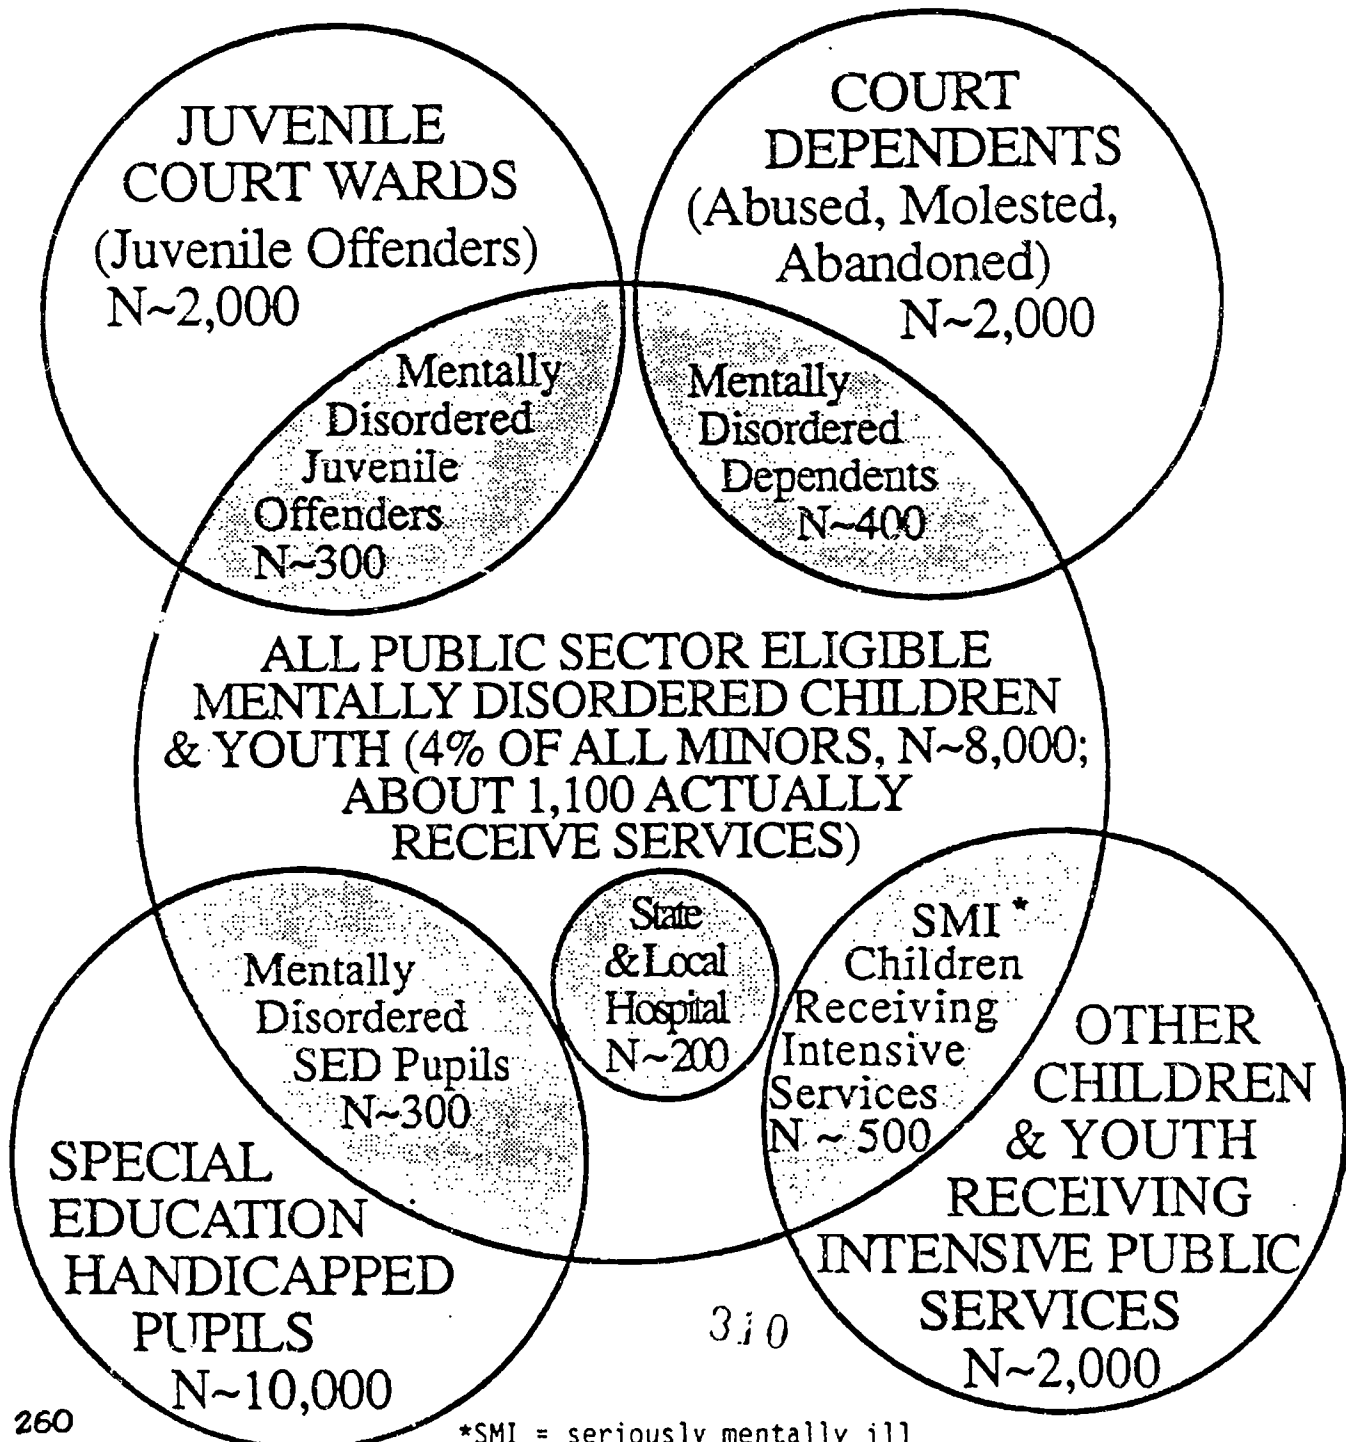 JUVENILE
COURT WARDS
(Juvenile Offenders)
N~2,000
COURT
DEPENDENTS
(Abused, Molested,
Abandoned)
N~2,000
Mentally
Disordered
Juvenile
Offenders
N~300
Mentally
Disordered
Dependents
N~400
ALL PUBLIC SECTOR ELIGIBLE
MENTALLY DISORDERED CHILDREN
& YOUTH (4% OF ALL MINORS, N~8,000;
ABOUT 1,100 ACTUALLY
RECEIVE SERVICES)
Mentally
Disordered
SED Pupils
N~300
State
& Local
Hospital
N~200
SMI *
Children
Receiving
Intensive
Services
N ~ 500
SPECIAL
EDUCATION
HANDICAPPED
PUPILS
N~10,000
OTHER
CHILDREN
& YOUTH
RECEIVING
INTENSIVE PUBLIC
SERVICES
N~2,000
310
260
*SMI = seriously mentally ill